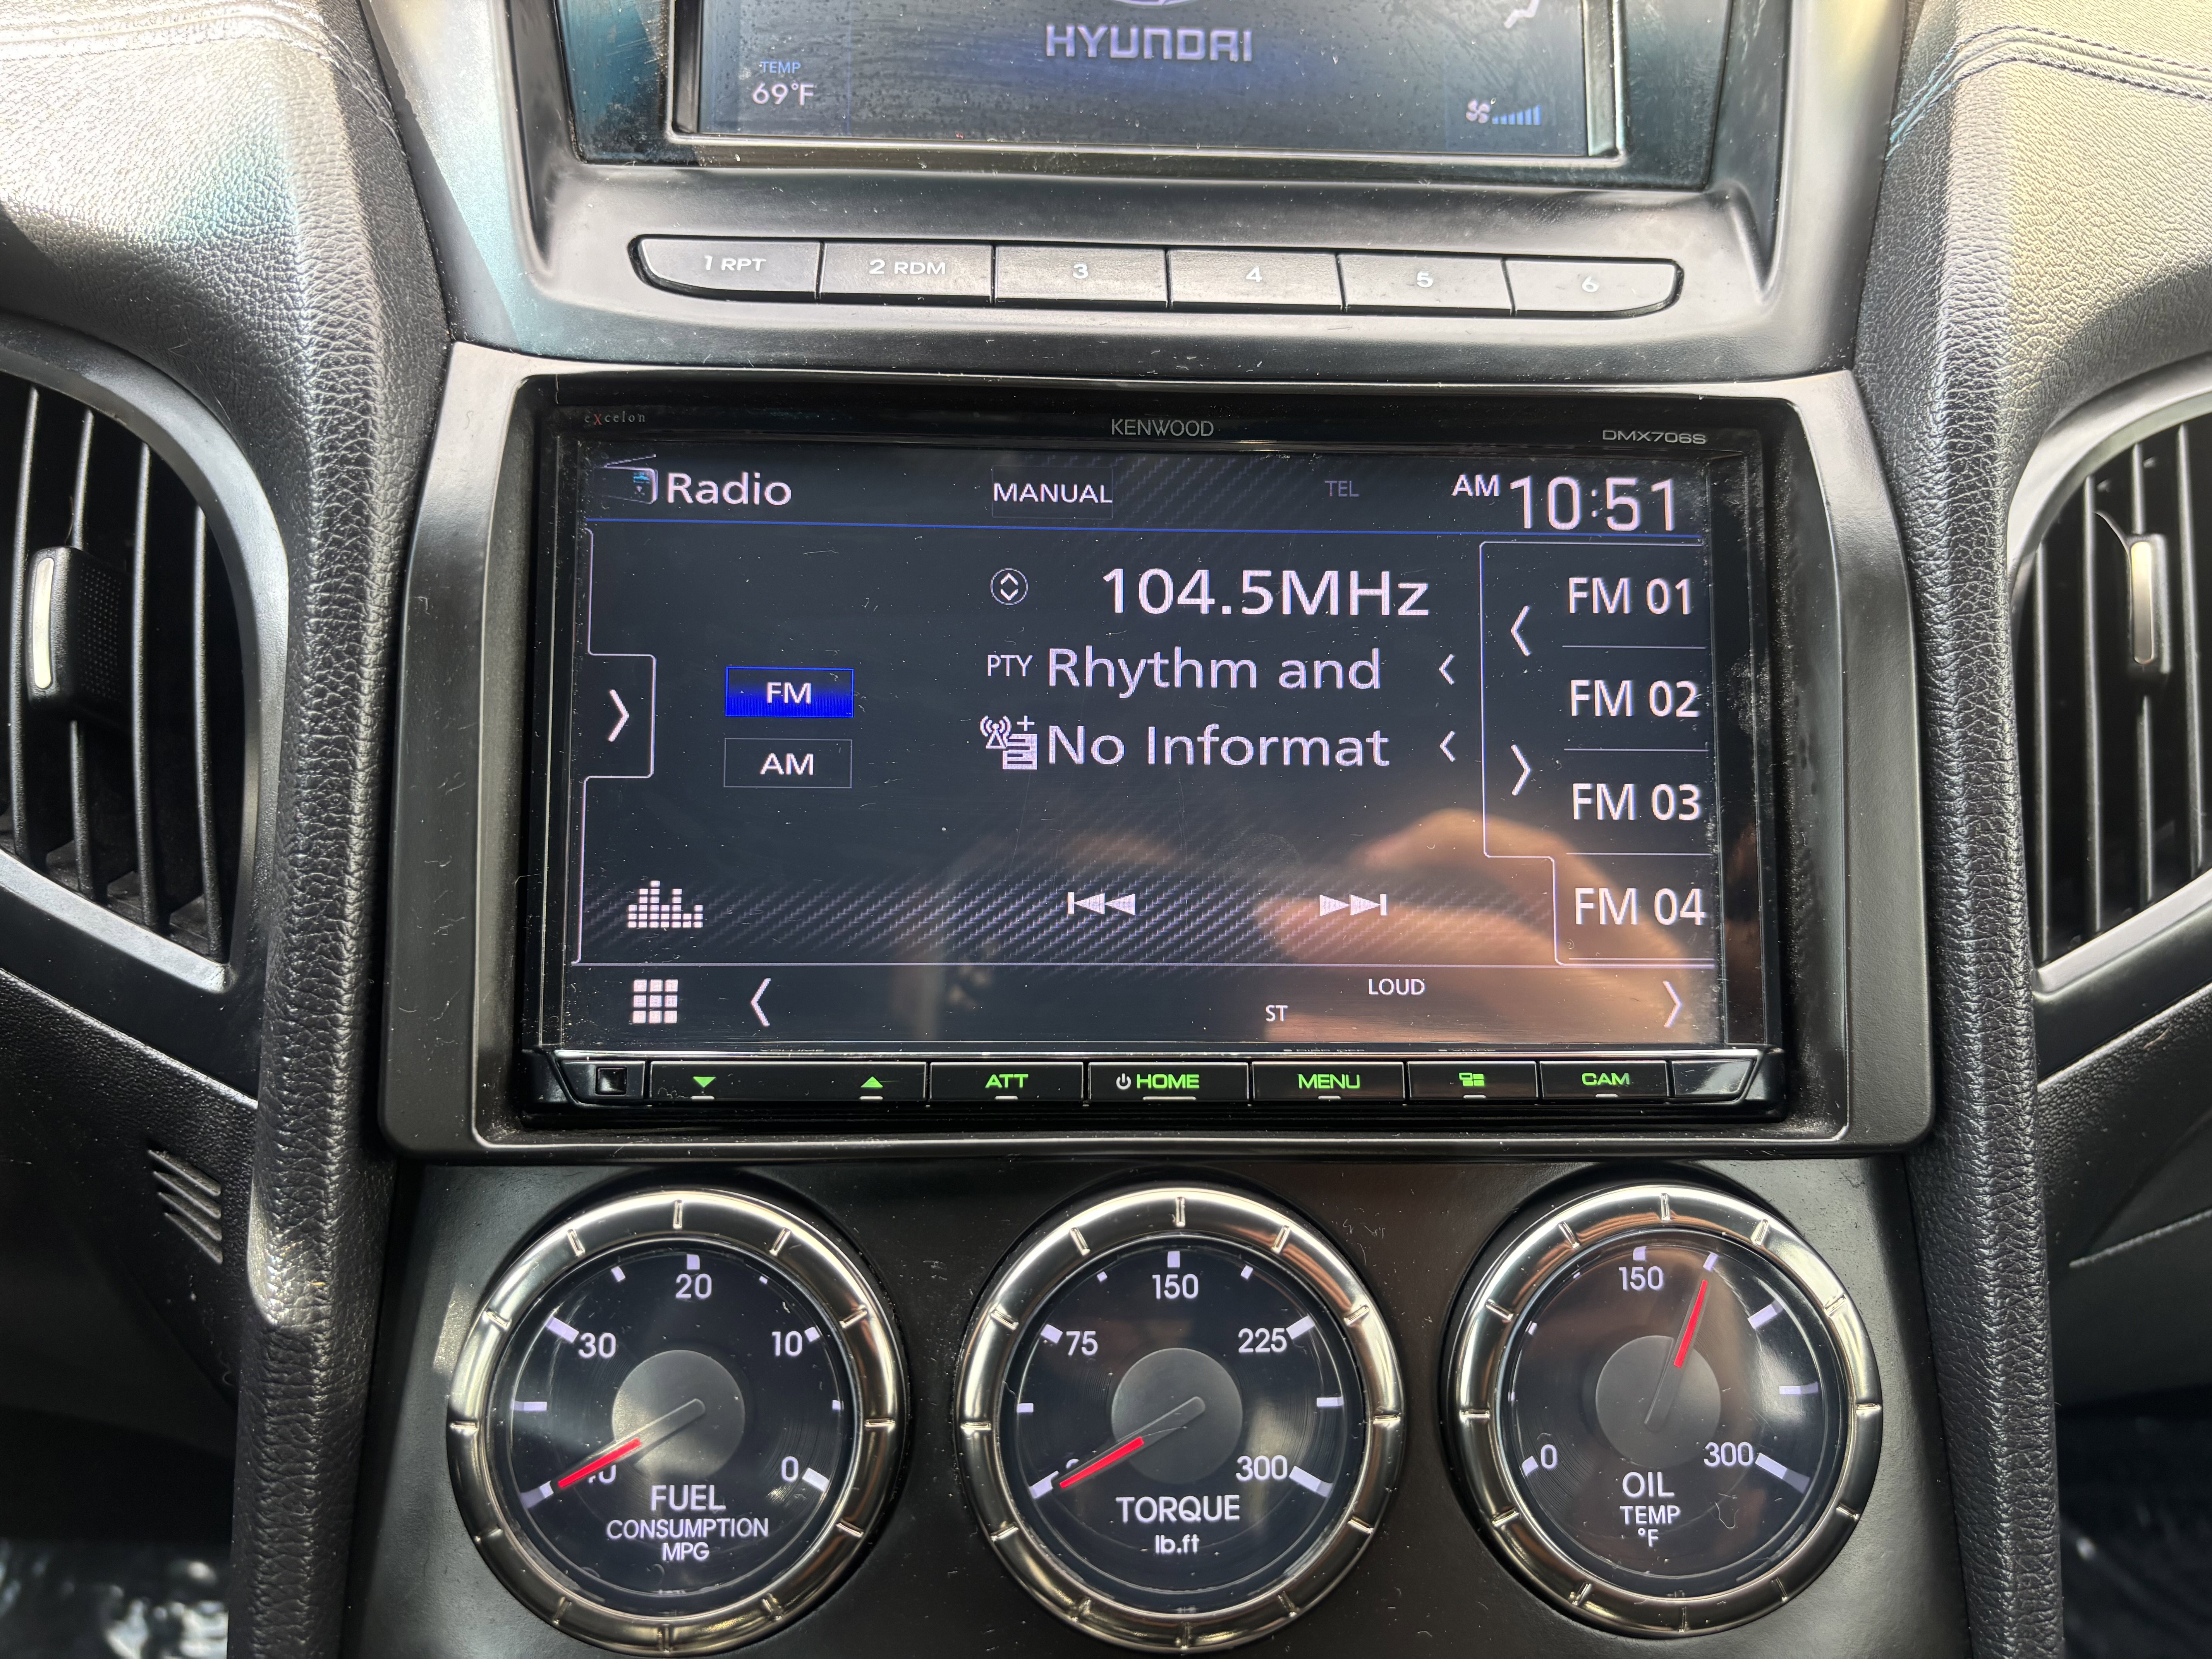 HYUNDAI
TEMP
69°F
1 RPT
2 RDM
3
4
5
6
excelon
KENWOOD
DMX706S
Radio
MANUAL
TEL
AM 10:51
104.5MHz
PTY Rhythm and
No Informat
FM
AM
FM 01
FM 02
FM 03
FM 04
LOUD
ST
ATT
HOME
MENU
CAM
20
30
10
40
0
FUEL
CONSUMPTION
MPG
150
75
225
300
TORQUE
lb.ft
150
0
300
OIL
TEMP
°F